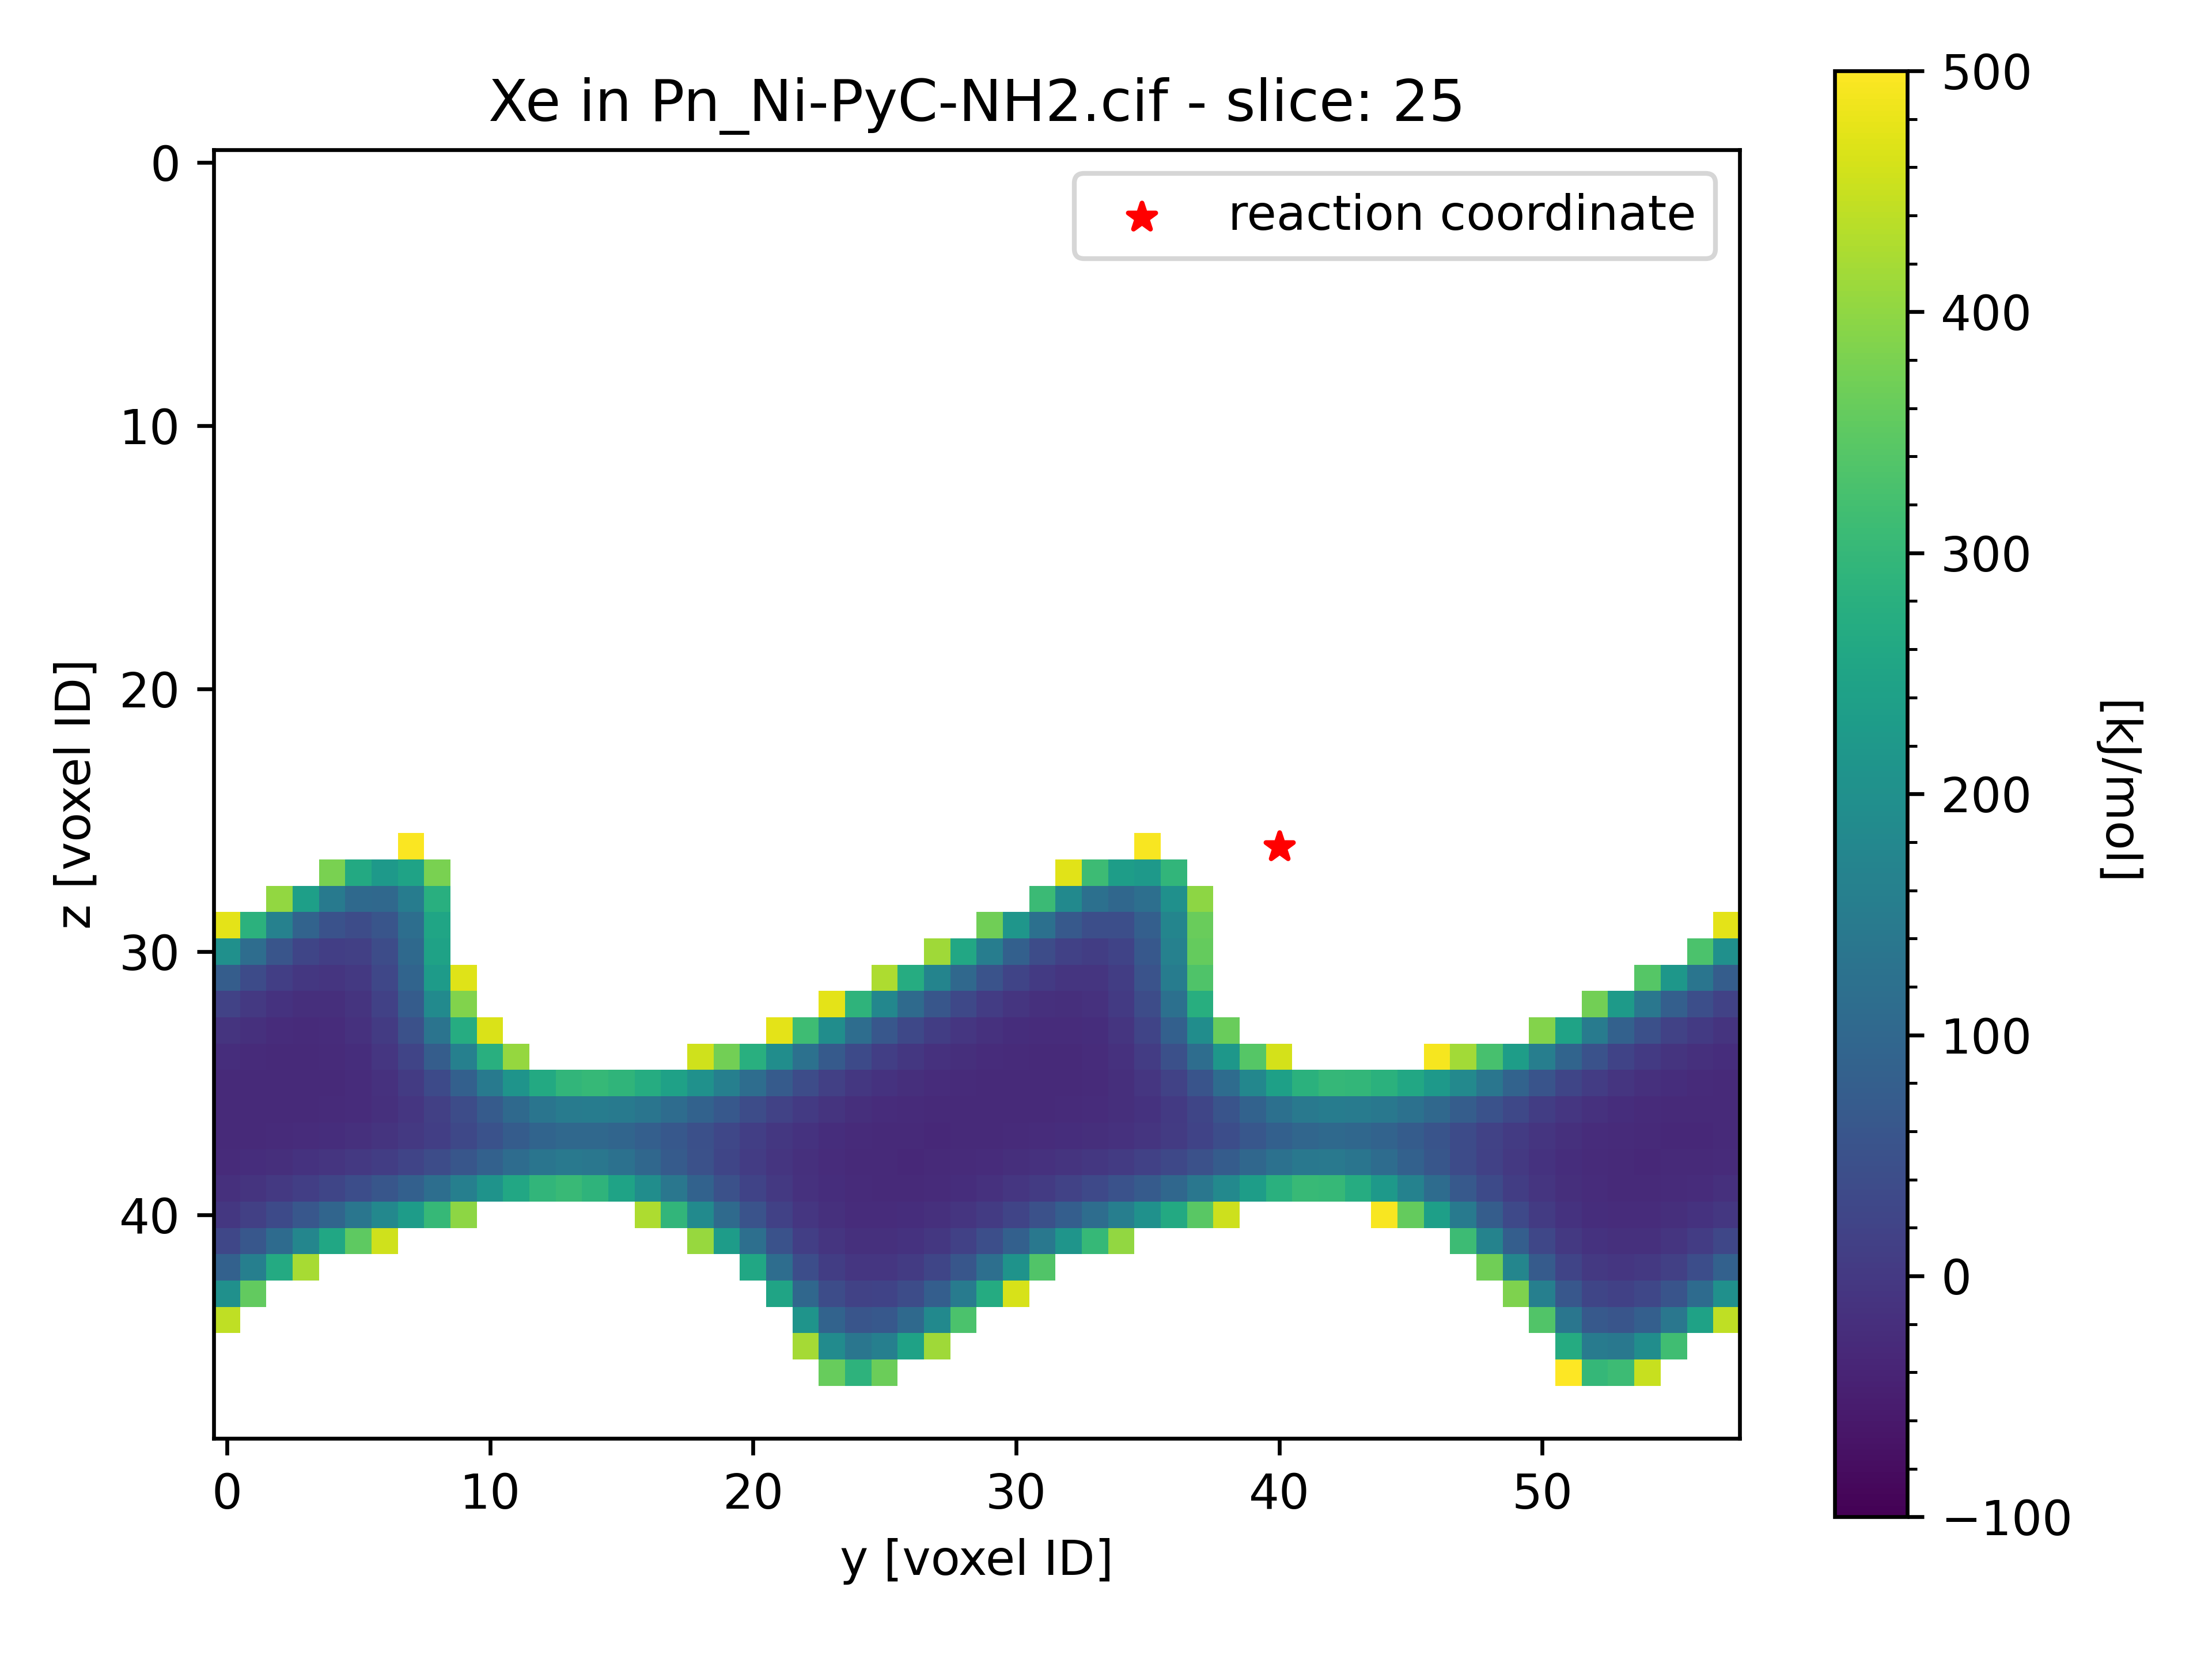 Xe in Pn_Ni-PyC-NH2.cif - slice: 25
reaction coordinate
0
10
20
30
40
z [voxel ID]
0 10 20 30 40 50
y [voxel ID]
500
400
300
200
100
0
−100
[kJ/mol]